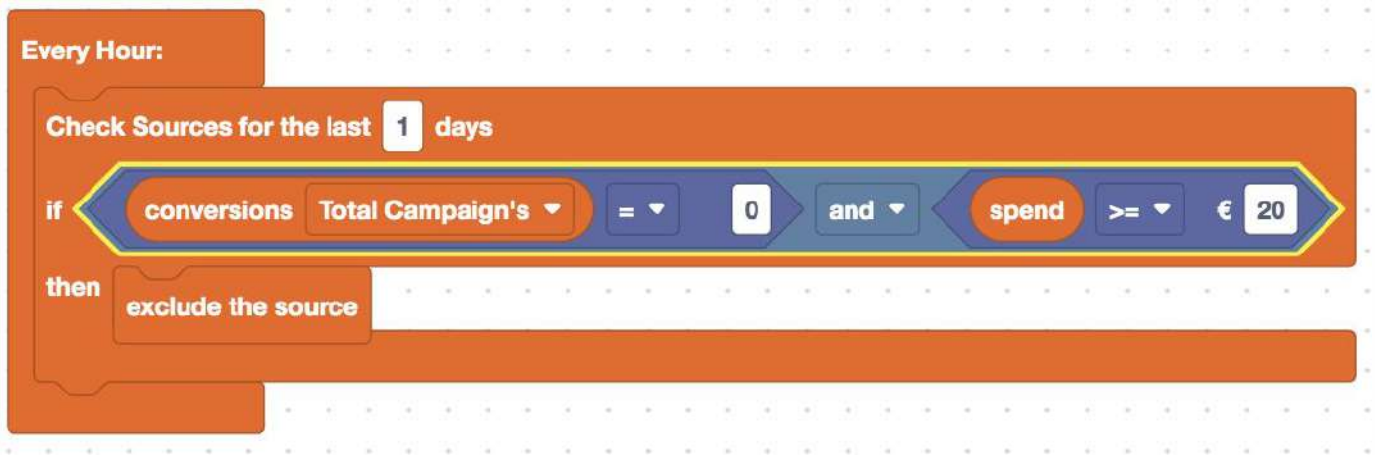 Every Hour:
Check Sources for the last 1 days
if conversions Total Campaign's = 0 and spend >= € 20
then exclude the source